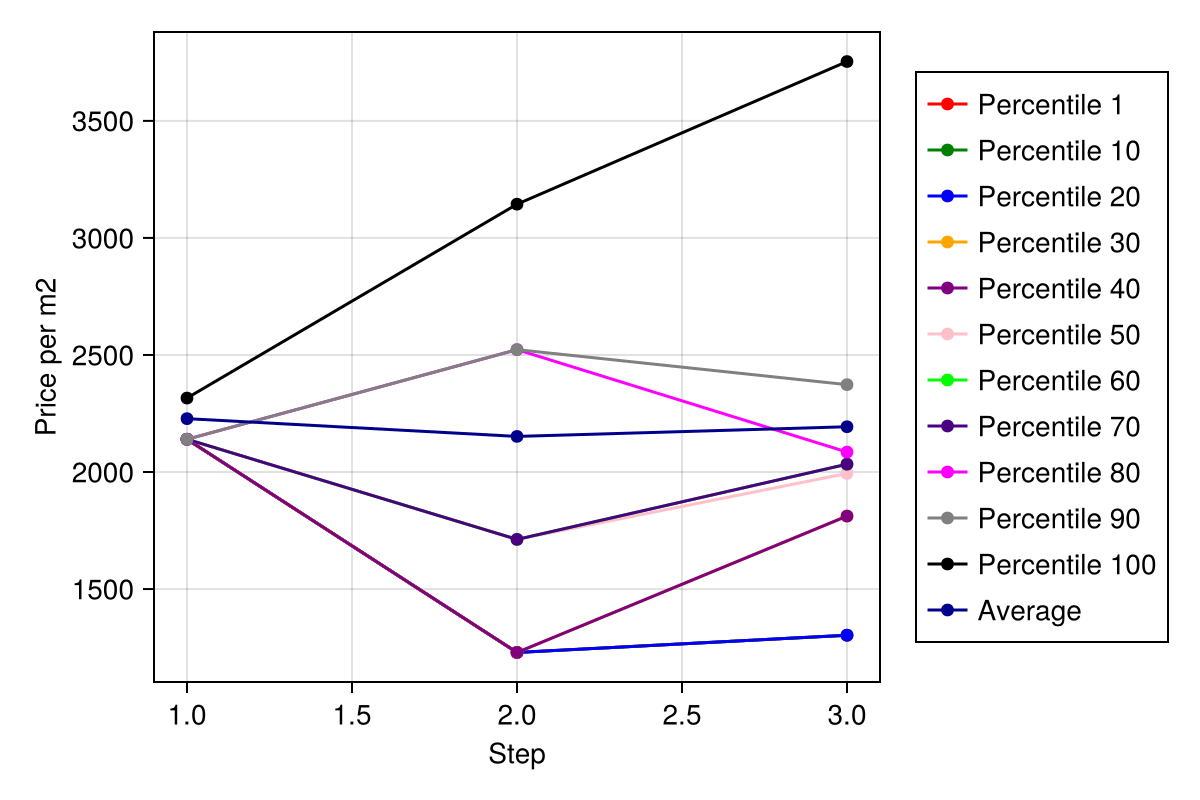 3500
3000
2500
2000
1500
Price per m2
1.0
1.5
2.0
2.5
3.0
Step
Percentile 1
Percentile 10
Percentile 20
Percentile 30
Percentile 40
Percentile 50
Percentile 60
Percentile 70
Percentile 80
Percentile 90
Percentile 100
Average